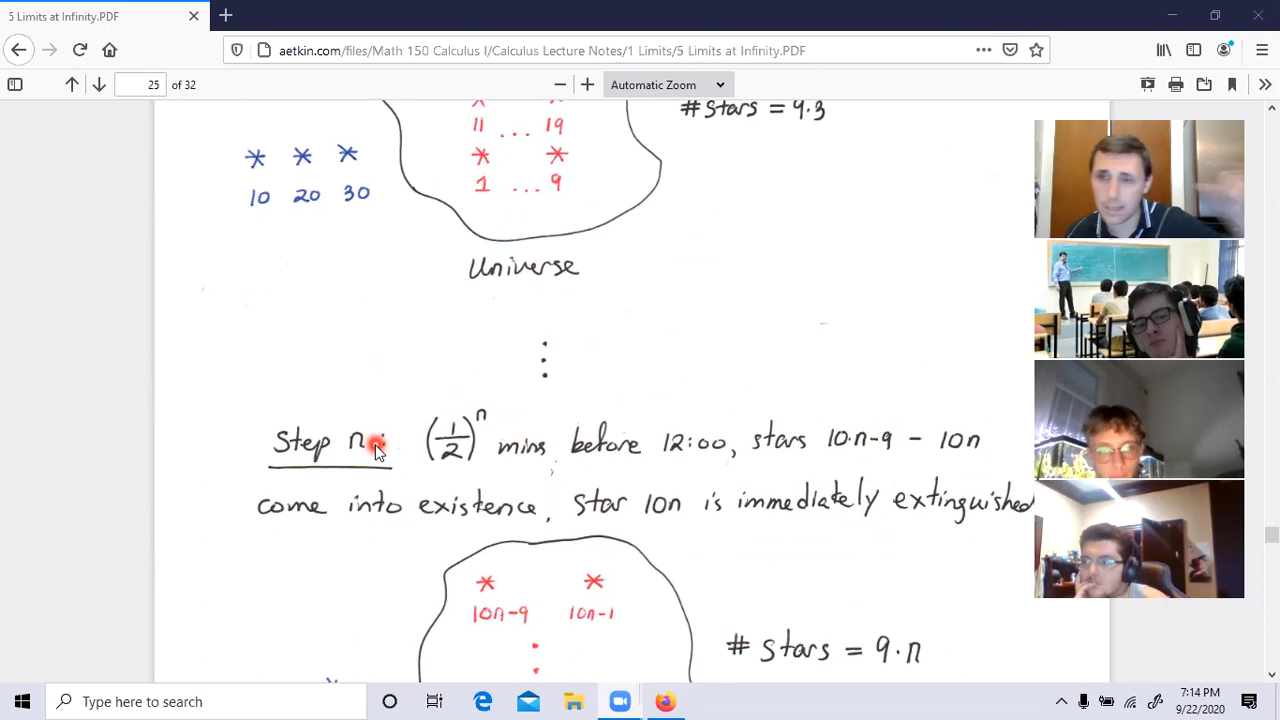 5 Limits at Infinity.PDF
aetkin.com/files/Math 150 Calculus I/Calculus Lecture Notes/1 Limits/5 Limits at Infinity.PDF
25 of 32
Automatic Zoom
# stars = 9.3
11 ... 19
10 20 30
1 ... 9
Universe
Step n: (1/2)^n mins before 12:00, stars 10·n-9 - 10n
come into existence, Star 10n is immediately extinguished
10n-9 10n-1
# stars = 9·n
Type here to search
7:14 PM
9/22/2020